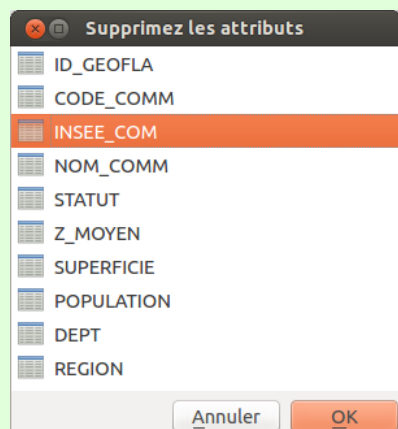 Supprimez les attributs
ID_GEOFLA
CODE_COMM
INSEE_COM
NOM_COMM
STATUT
Z_MOYEN
SUPERFICIE
POPULATION
DEPT
REGION
Annuler OK